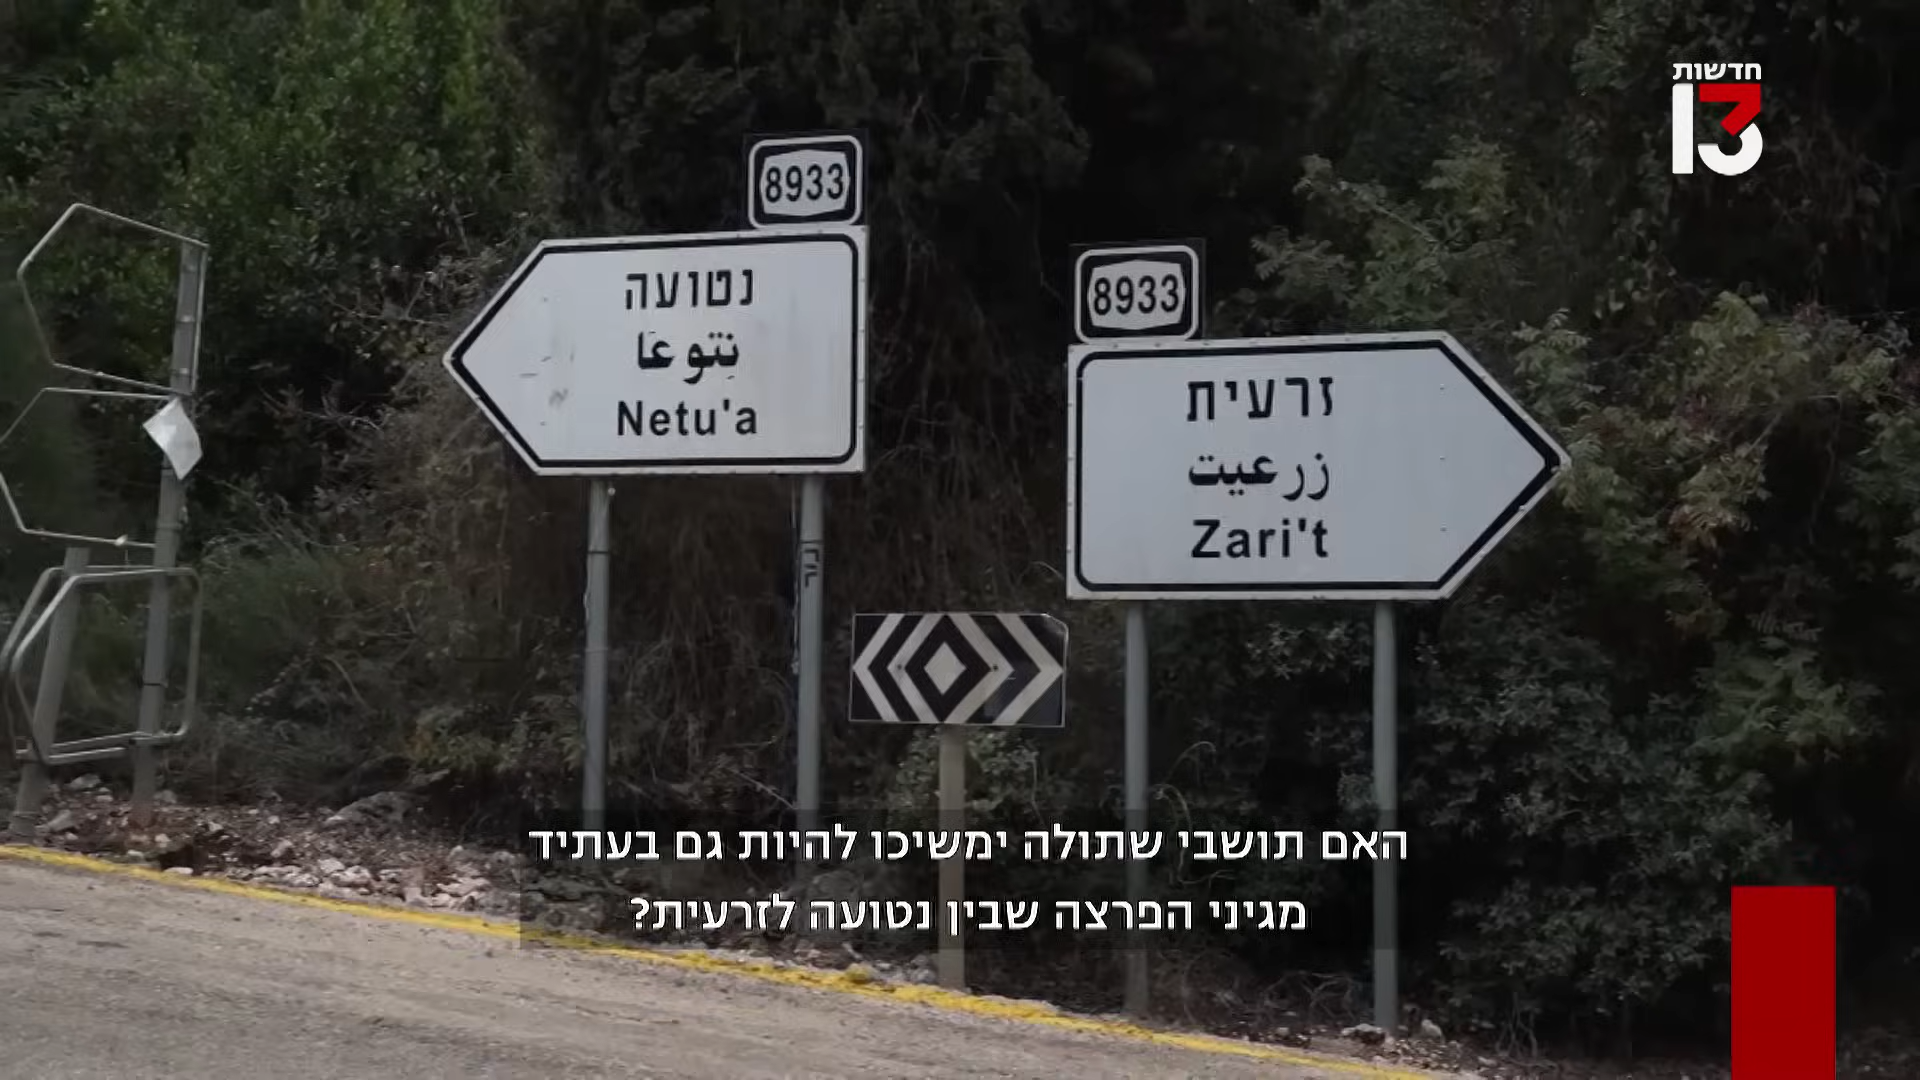 חדשות
13
8933
נטועה
نِتوعَا
Netu'a
8933
זרעית
زرعيت
Zari't
האם תושבי שתולה ימשיכו להיות גם בעתיד
מגיני הפרצה שבין נטועה לזרעית?